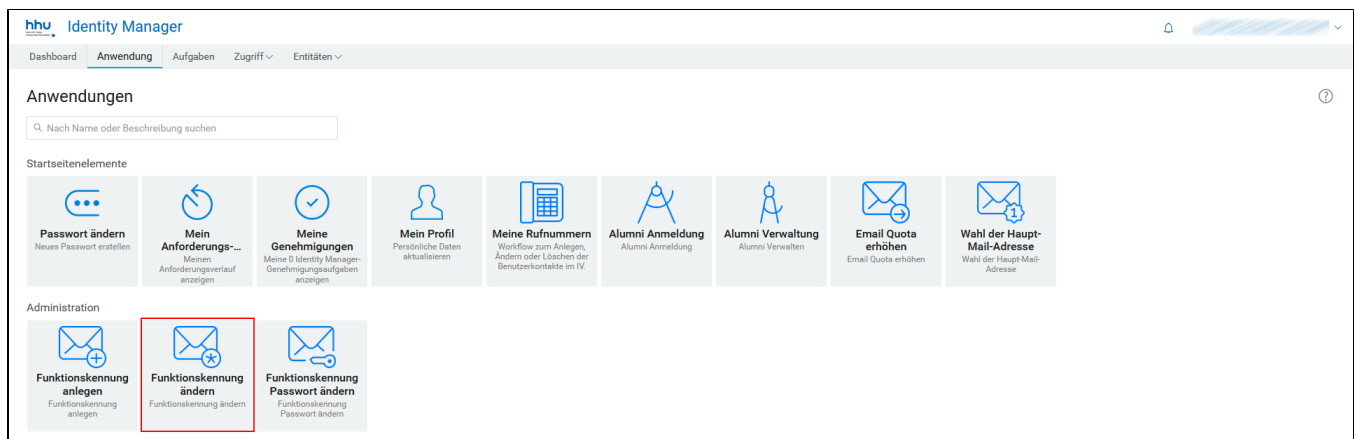 hhu Identity Manager
Dashboard Anwendung Aufgaben Zugriff Entitäten
Anwendungen
Nach Name oder Beschreibung suchen
Startseitenelemente
Passwort ändern
Neues Passwort erstellen
Mein
Anforderungs-...
Meinen
Anforderungsverlauf
anzeigen
Meine
Genehmigungen
Meine 0 Identity Manager-
Genehmigungsaufgaben
anzeigen
Mein Profil
Persönliche Daten
aktualisieren
Meine Rufnummern
Workflow zum Anlegen,
Ändern oder Löschen der
Benutzerkontakte im IV.
Alumni Anmeldung
Alumni Anmeldung
Alumni Verwaltung
Alumni Verwalten
Email Quota
erhöhen
Email Quota erhöhen
1
Wahl der Haupt-
Mail-Adresse
Wahl der Haupt-Mail-
Adresse
Administration
Funktionskennung
anlegen
Funktionskennung
anlegen
Funktionskennung
ändern
Funktionskennung ändern
Funktionskennung
Passwort ändern
Funktionskennung
Passwort ändern